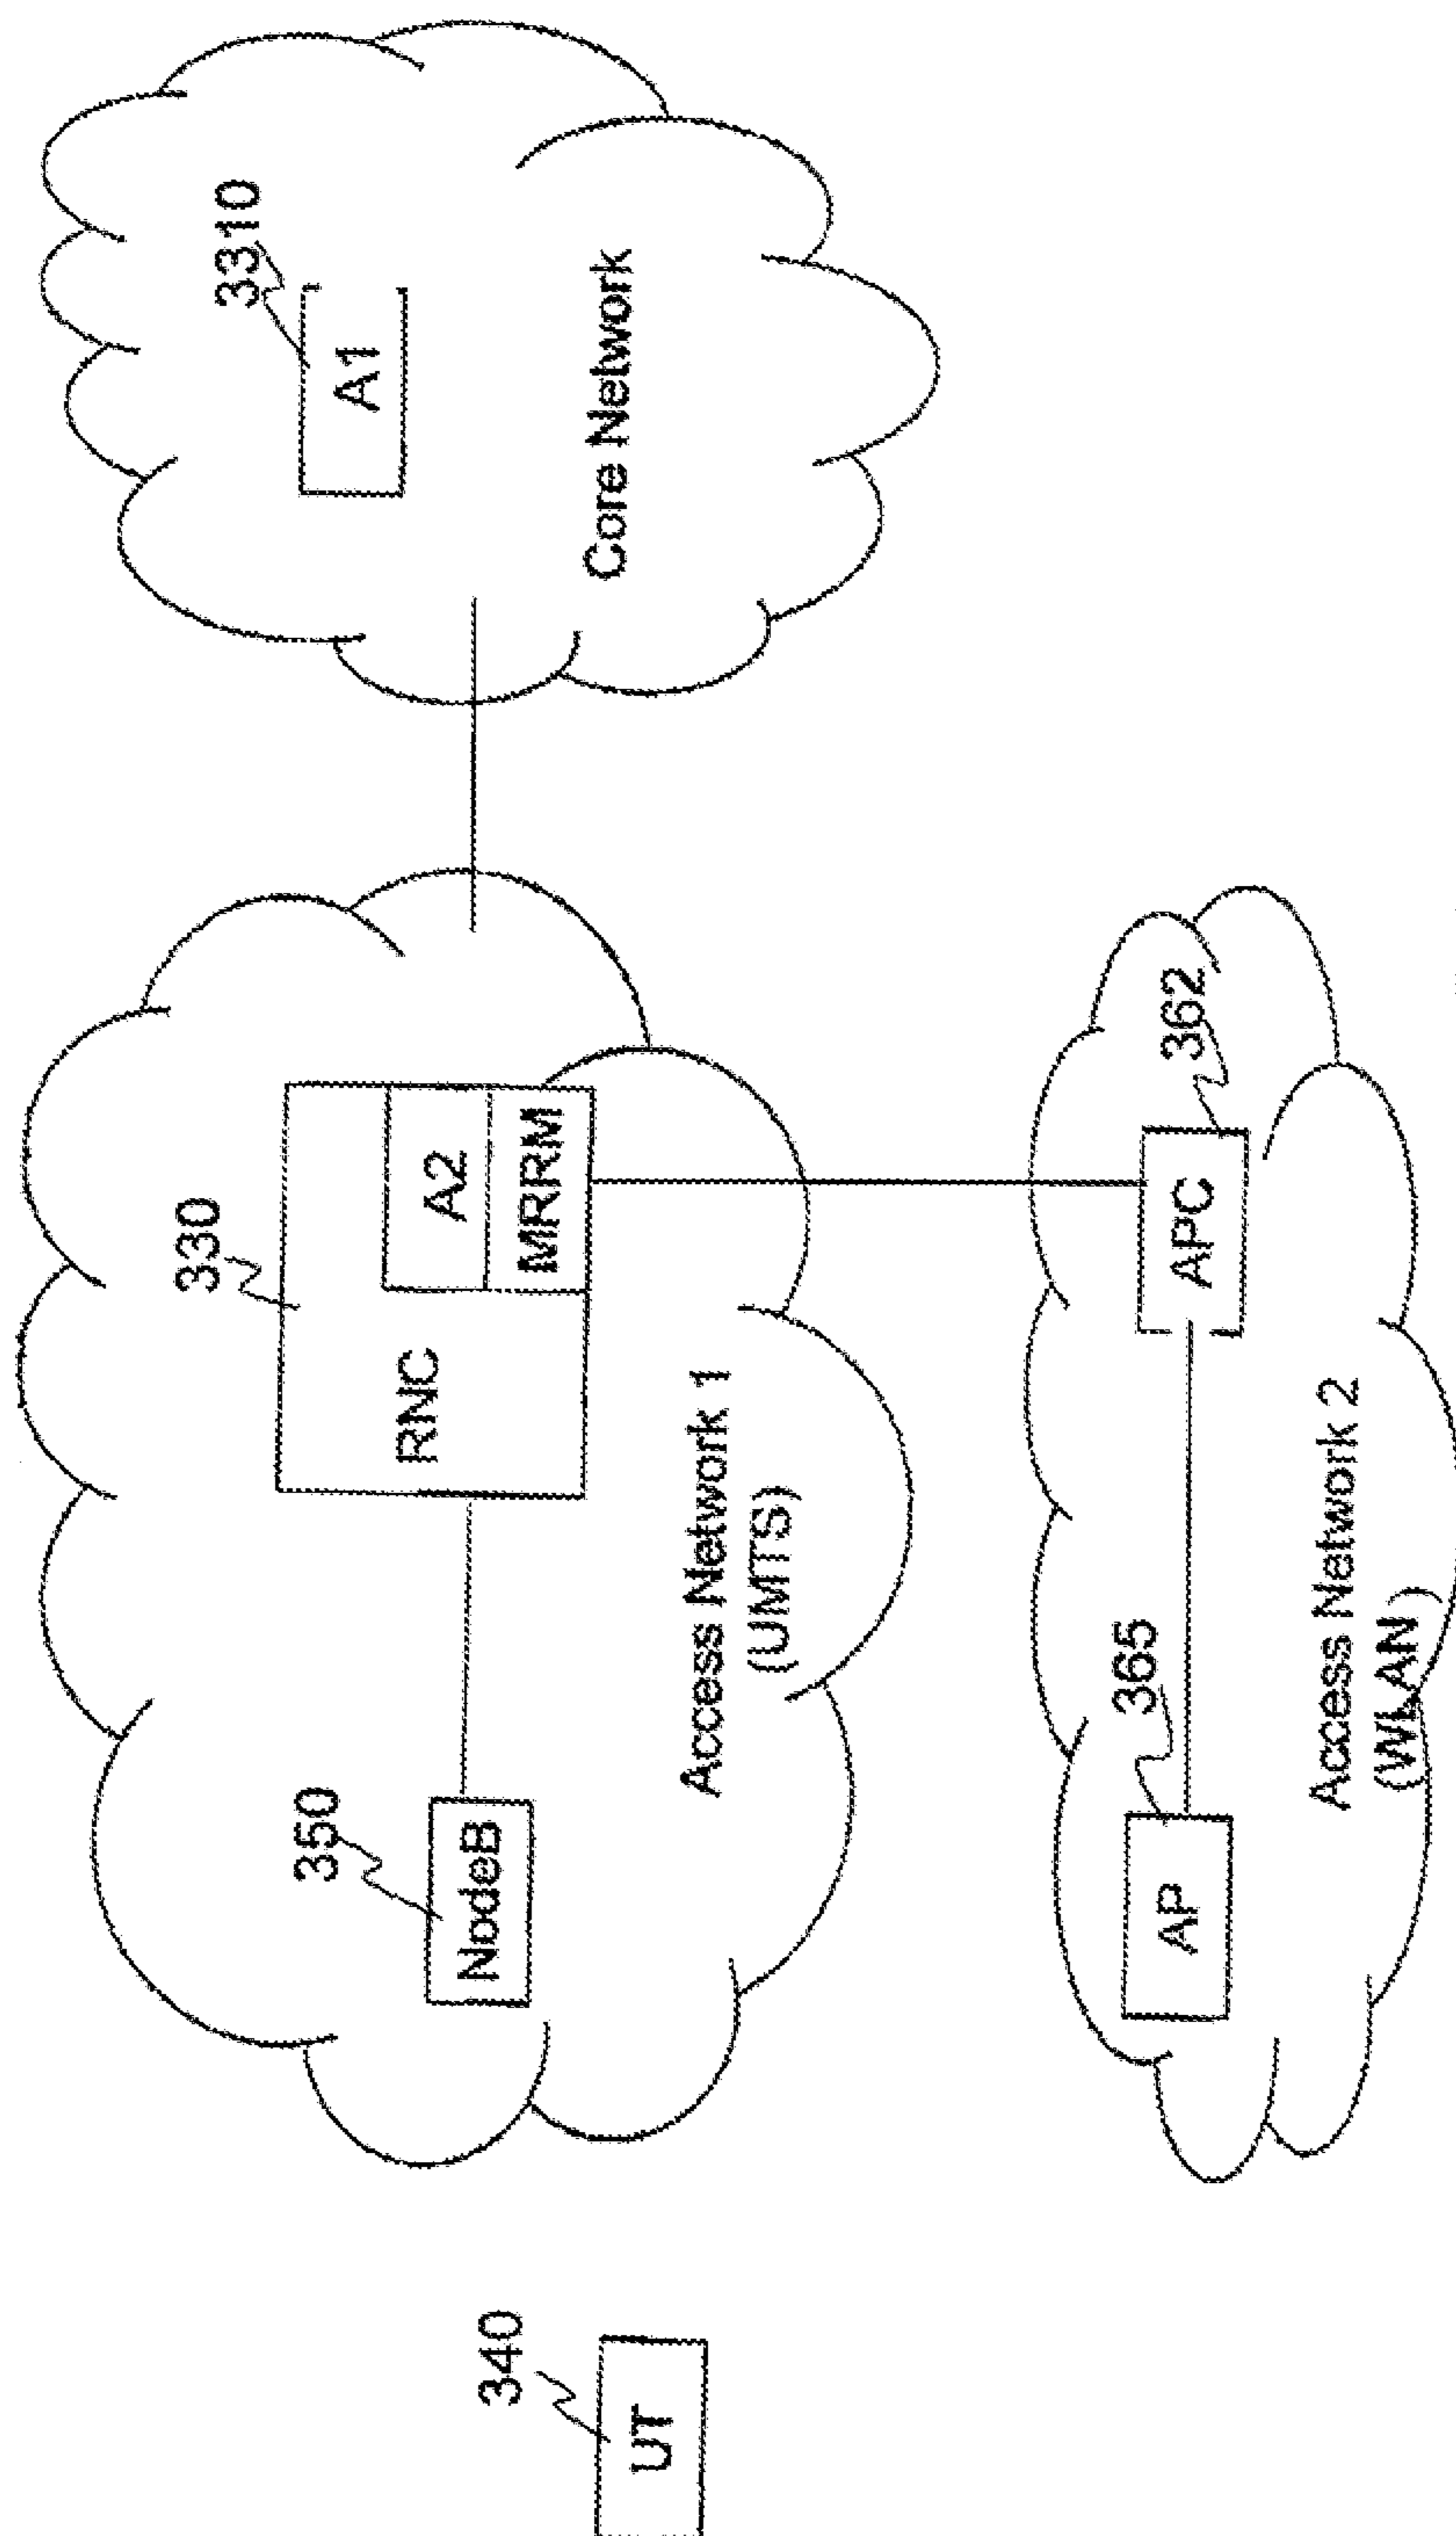 340
UT
350
NodeB
330
RNC
A2
MRRM
Access Network 1
(UMTS)
3310
A1
Core Network
365
AP
362
APC
Access Network 2
(WLAN)